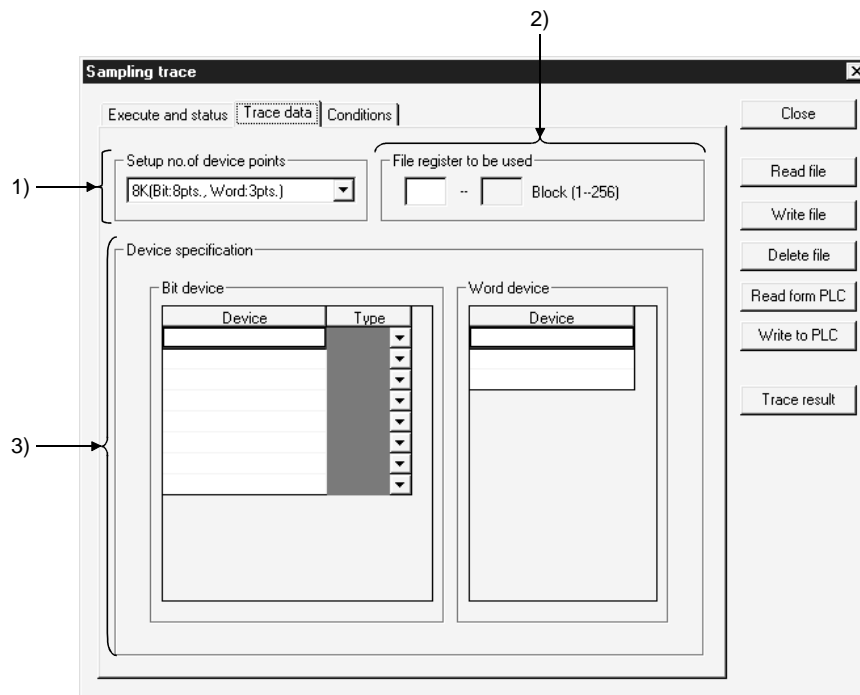 2)
Sampling trace
Execute and status Trace data Conditions
Close
1)
Setup no.of device points
8K(Bit:8pts., Word:3pts.)
File register to be used
-- Block (1--256)
Read file
Write file
Delete file
Read form PLC
Write to PLC
Trace result
3)
Device specification
Bit device
Device Type
Word device
Device